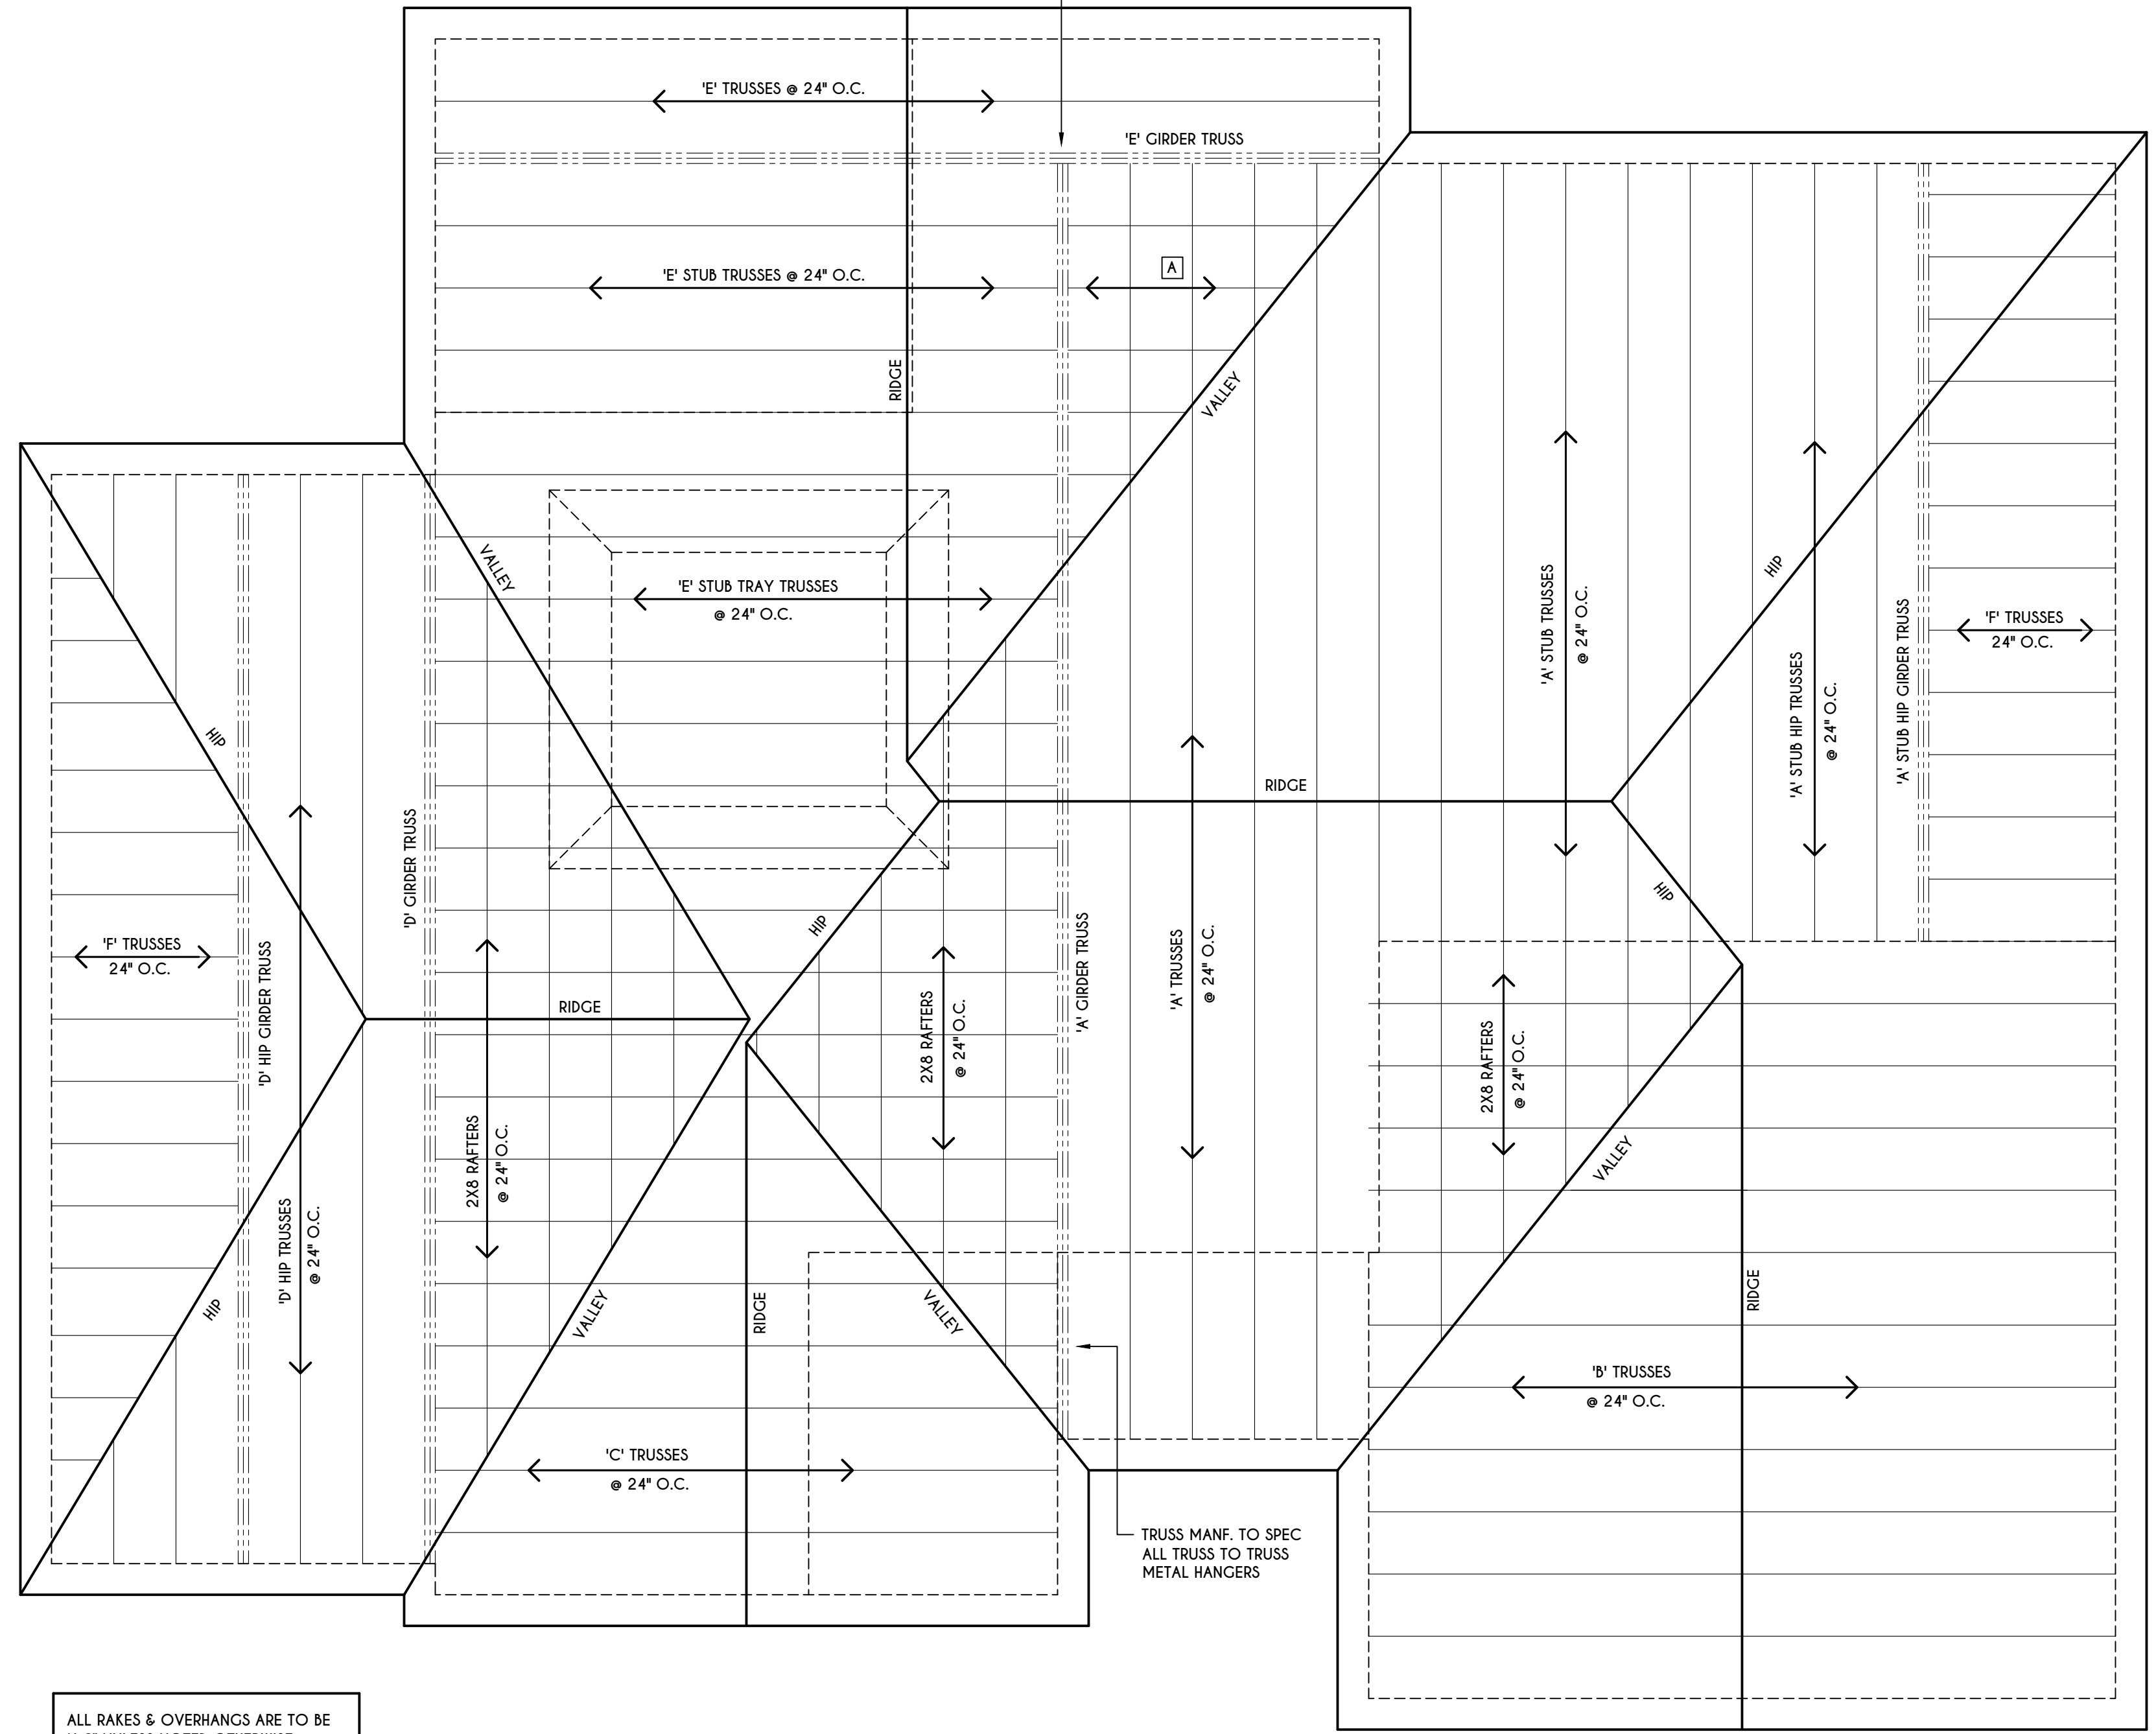 'E' TRUSSES @ 24" O.C.
'E' GIRDER TRUSS
'E' STUB TRUSSES @ 24" O.C.
A
RIDGE
VALLEY
VALLEY
'E' STUB TRAY TRUSSES
@ 24" O.C.
HIP
'A' STUB TRUSSES
@ 24" O.C.
HIP
'A' STUB HIP TRUSSES
@ 24" O.C.
'A' STUB HIP GIRDER TRUSS
'F' TRUSSES
24" O.C.
RIDGE
'D' GIRDER TRUSS
HIP
HIP
'F' TRUSSES
24" O.C.
'D' HIP GIRDER TRUSS
RIDGE
2X8 RAFTERS
@ 24" O.C.
'A' GIRDER TRUSS
'A' TRUSSES
@ 24" O.C.
2X8 RAFTERS
@ 24" O.C.
2X8 RAFTERS
@ 24" O.C.
VALLEY
'D' HIP TRUSSES
@ 24" O.C.
HIP
VALLEY
RIDGE
VALLEY
RIDGE
'B' TRUSSES
@ 24" O.C.
'C' TRUSSES
@ 24" O.C.
TRUSS MANF. TO SPEC
ALL TRUSS TO TRUSS
METAL HANGERS
ALL RAKES & OVERHANGS ARE TO BE